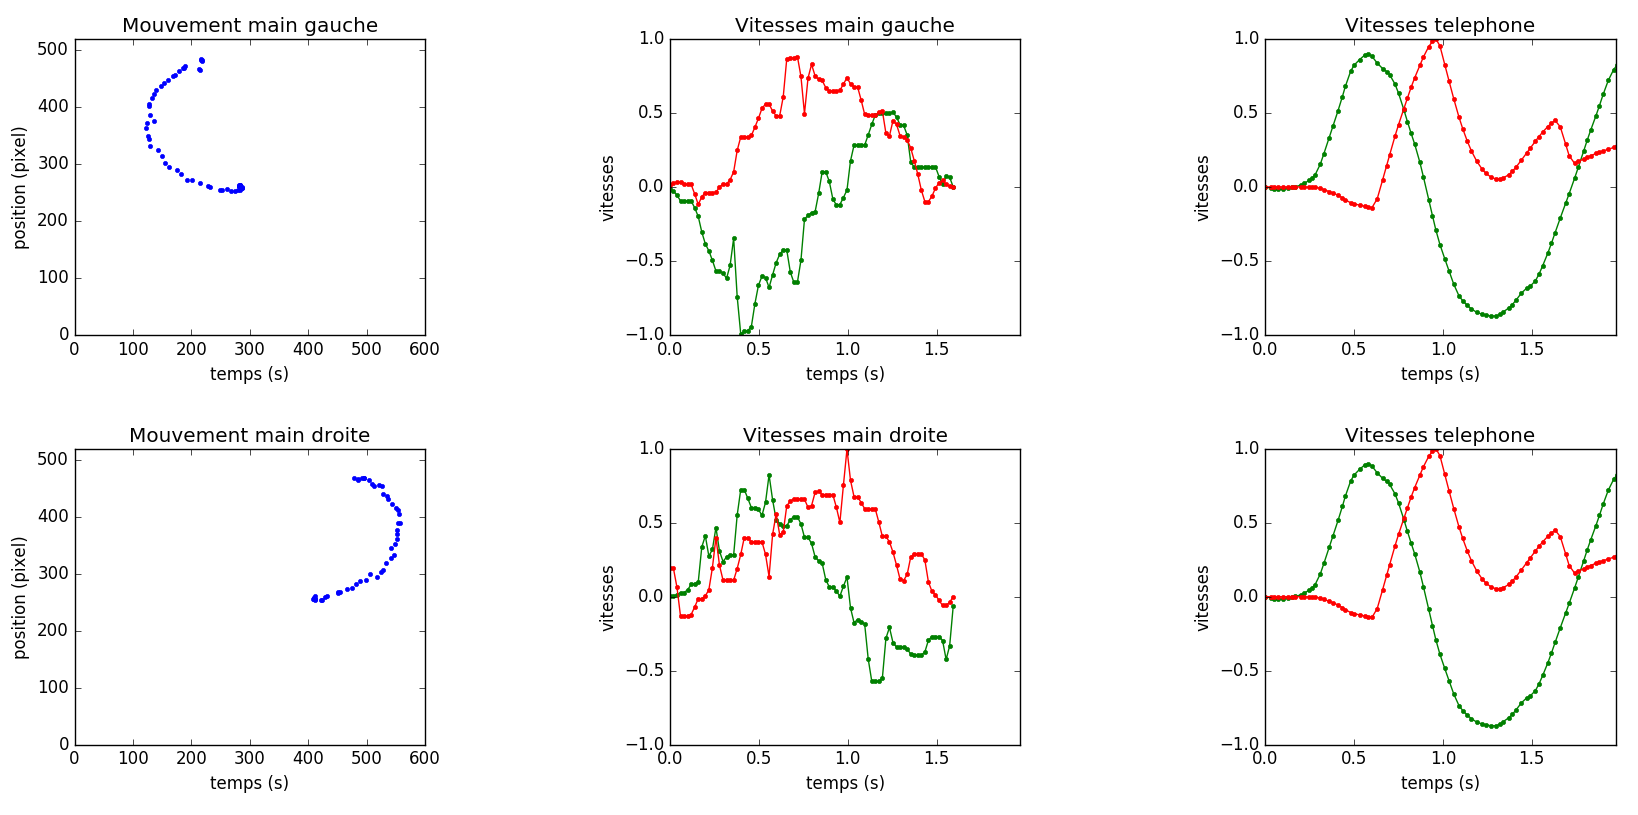 Mouvement main gauche
position (pixel)
500
400
300
200
100
0
0 100 200 300 400 500 600
temps (s)
Vitesses main gauche
vitesses
1.0
0.5
0.0
−0.5
−1.0
0.0 0.5 1.0 1.5
temps (s)
Vitesses telephone
vitesses
1.0
0.5
0.0
−0.5
−1.0
0.0 0.5 1.0 1.5
temps (s)
Mouvement main droite
position (pixel)
500
400
300
200
100
0
0 100 200 300 400 500 600
temps (s)
Vitesses main droite
vitesses
1.0
0.5
0.0
−0.5
−1.0
0.0 0.5 1.0 1.5
temps (s)
Vitesses telephone
vitesses
1.0
0.5
0.0
−0.5
−1.0
0.0 0.5 1.0 1.5
temps (s)